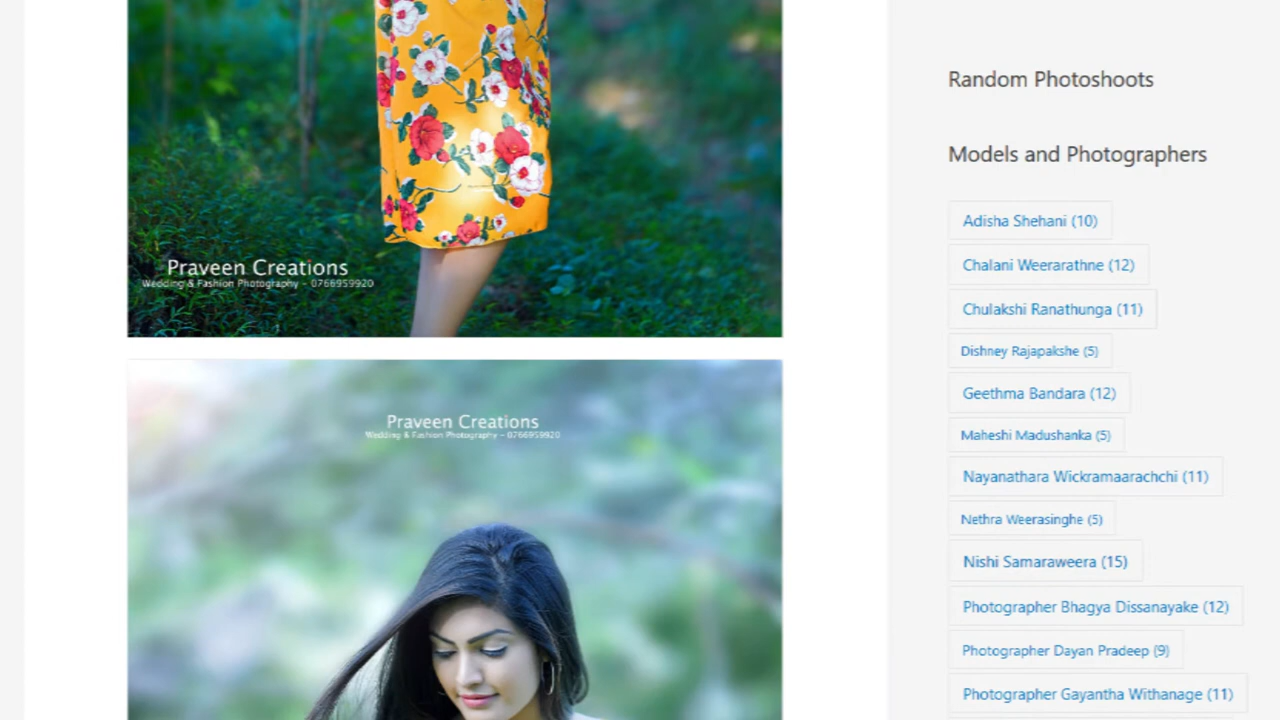 Praveen Creations
Wedding & Fashion Photography - 0766959920
Praveen Creations
Wedding & Fashion Photography - 0766959920
Random Photoshoots
Models and Photographers
Adisha Shehani (10)
Chalani Weerarathne (12)
Chulakshi Ranathunga (11)
Dishney Rajapakshe (5)
Geethma Bandara (12)
Maheshi Madushanka (5)
Nayanathara Wickramaarachchi (11)
Nethra Weerasinghe (5)
Nishi Samaraweera (15)
Photographer Bhagya Dissanayake (12)
Photographer Dayan Pradeep (9)
Photographer Gayantha Withanage (11)